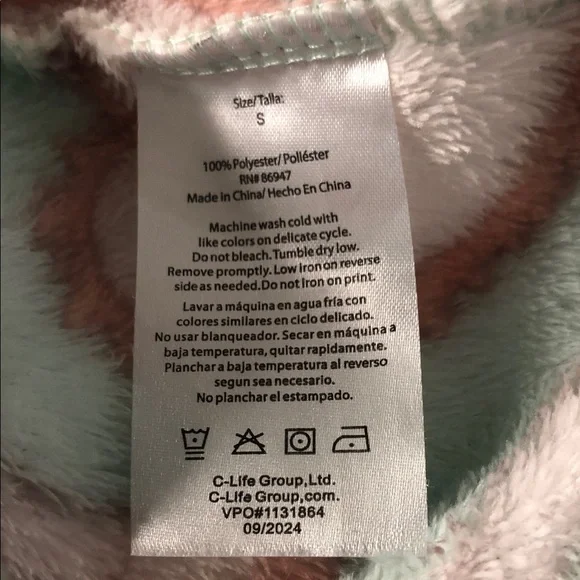 Size/Talla:
S
100% Polyester/ Poliéster
RN# 86947
Made in China/ Hecho En China
Machine wash cold with
like colors on delicate cycle.
Do not bleach. Tumble dry low.
Remove promptly. Low iron on reverse
side as needed.Do not iron on print.
Lavar a máquina en agua fría con
colores similares en ciclo delicado.
No usar blanqueador. Secar en máquina a
baja temperatura, quitar rapidamente.
Planchar a baja temperatura al reverso
segun sea necesario.
No planchar el estampado.
C-Life Group,Ltd.
C-Life Group,com.
VPO#1131864
09/2024